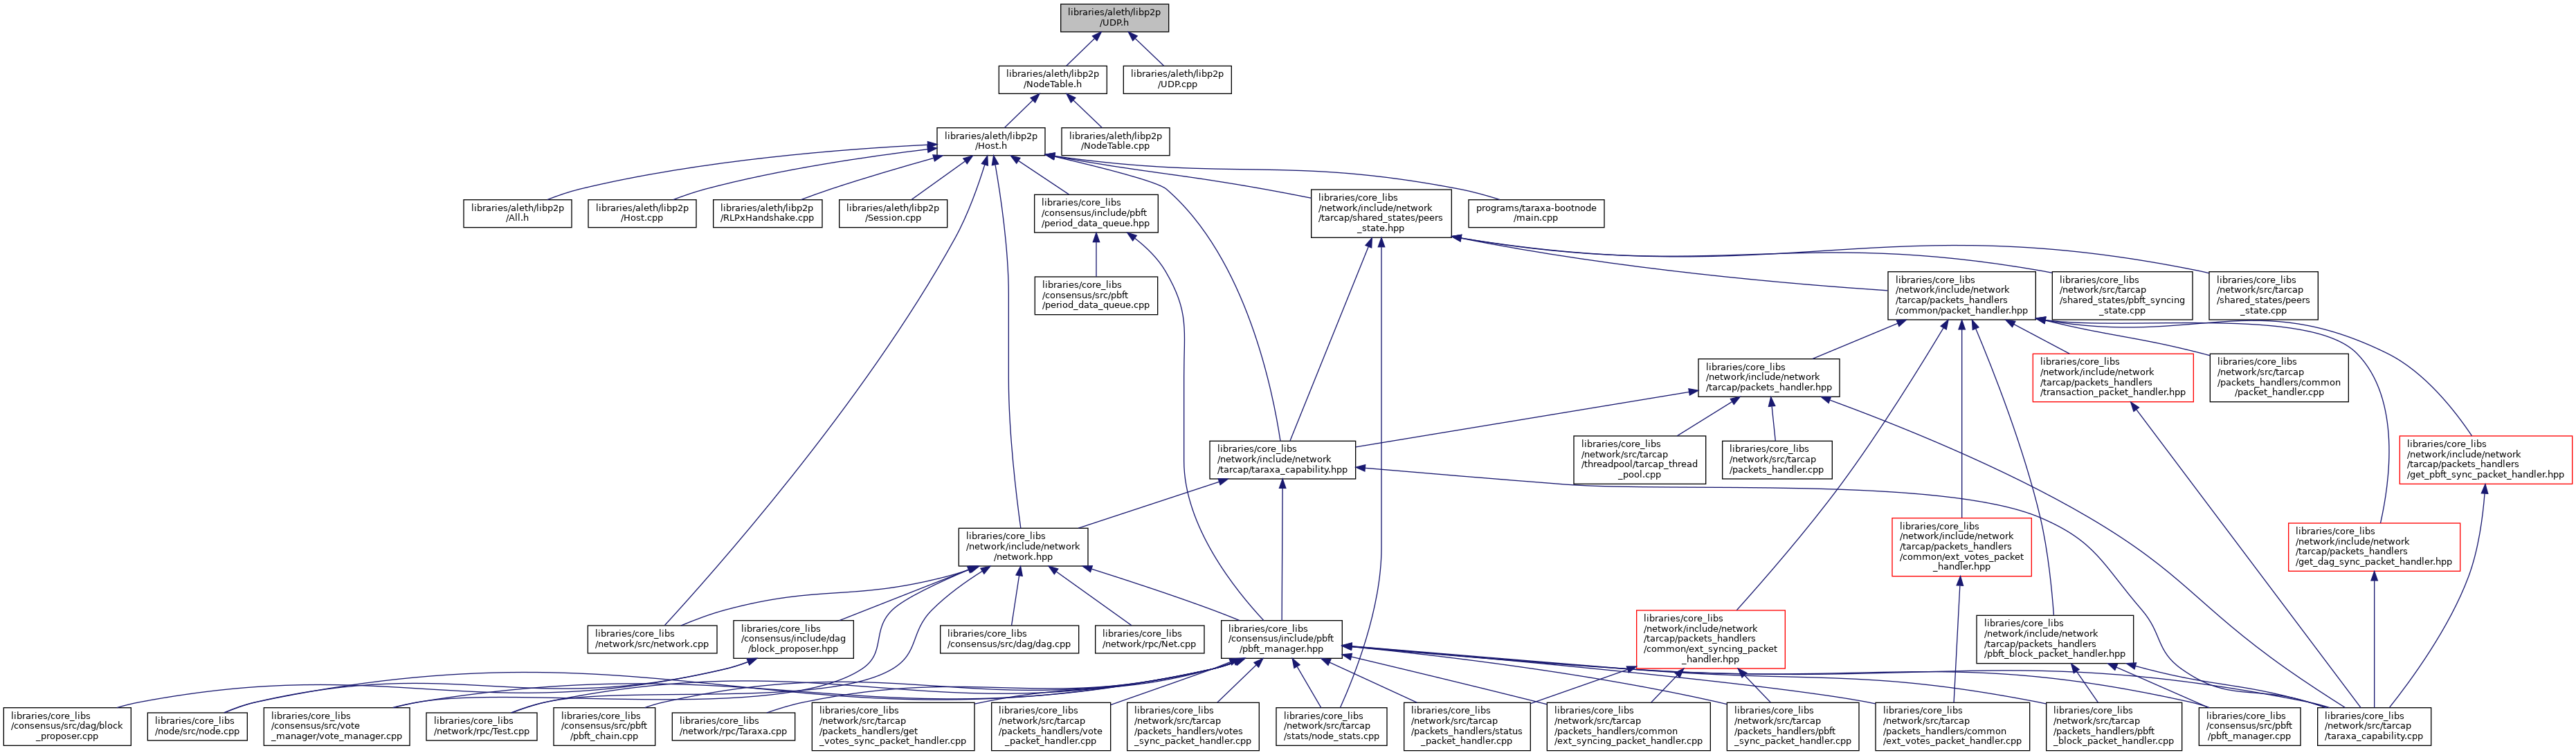 libraries/aleth/libp2p
/UDP.h
libraries/aleth/libp2p
/NodeTable.h
libraries/aleth/libp2p
/UDP.cpp
libraries/aleth/libp2p
/Host.h
libraries/aleth/libp2p
/NodeTable.cpp
libraries/aleth/libp2p
/All.h
libraries/aleth/libp2p
/Host.cpp
libraries/aleth/libp2p
/RLPxHandshake.cpp
libraries/aleth/libp2p
/Session.cpp
libraries/core_libs
/consensus/include/pbft
/period_data_queue.hpp
libraries/core_libs
/network/include/network
/tarcap/shared_states/peers
_state.hpp
programs/taraxa-bootnode
/main.cpp
libraries/core_libs
/consensus/src/pbft
/period_data_queue.cpp
libraries/core_libs
/network/include/network
/tarcap/packets_handlers
/common/packet_handler.hpp
libraries/core_libs
/network/src/tarcap
/shared_states/pbft_syncing
_state.cpp
libraries/core_libs
/network/src/tarcap
/shared_states/peers
_state.cpp
libraries/core_libs
/network/include/network
/tarcap/packets_handler.hpp
libraries/core_libs
/network/include/network
/tarcap/packets_handlers
/transaction_packet_handler.hpp
libraries/core_libs
/network/src/tarcap
/packets_handlers/common
/packet_handler.cpp
libraries/core_libs
/network/include/network
/tarcap/taraxa_capability.hpp
libraries/core_libs
/network/src/tarcap
/threadpool/tarcap_thread
_pool.cpp
libraries/core_libs
/network/src/tarcap
/packets_handler.cpp
libraries/core_libs
/network/include/network
/tarcap/packets_handlers
/get_pbft_sync_packet_handler.hpp
libraries/core_libs
/network/include/network
/network.hpp
libraries/core_libs
/network/include/network
/tarcap/packets_handlers
/common/ext_votes_packet
_handler.hpp
libraries/core_libs
/network/include/network
/tarcap/packets_handlers
/get_dag_sync_packet_handler.hpp
libraries/core_libs
/network/src/network.cpp
libraries/core_libs
/consensus/include/dag
/block_proposer.hpp
libraries/core_libs
/consensus/src/dag/dag.cpp
libraries/core_libs
/network/rpc/Net.cpp
libraries/core_libs
/consensus/include/pbft
/pbft_manager.hpp
libraries/core_libs
/network/include/network
/tarcap/packets_handlers
/common/ext_syncing_packet
_handler.hpp
libraries/core_libs
/network/include/network
/tarcap/packets_handlers
/pbft_block_packet_handler.hpp
libraries/core_libs
/consensus/src/dag/block
_proposer.cpp
libraries/core_libs
/node/src/node.cpp
libraries/core_libs
/consensus/src/vote
_manager/vote_manager.cpp
libraries/core_libs
/network/rpc/Test.cpp
libraries/core_libs
/consensus/src/pbft
/pbft_chain.cpp
libraries/core_libs
/network/rpc/Taraxa.cpp
libraries/core_libs
/network/src/tarcap
/packets_handlers/get
_votes_sync_packet_handler.cpp
libraries/core_libs
/network/src/tarcap
/packets_handlers/vote
_packet_handler.cpp
libraries/core_libs
/network/src/tarcap
/packets_handlers/votes
_sync_packet_handler.cpp
libraries/core_libs
/network/src/tarcap
/stats/node_stats.cpp
libraries/core_libs
/network/src/tarcap
/packets_handlers/status
_packet_handler.cpp
libraries/core_libs
/network/src/tarcap
/packets_handlers/common
/ext_syncing_packet_handler.cpp
libraries/core_libs
/network/src/tarcap
/packets_handlers/pbft
_sync_packet_handler.cpp
libraries/core_libs
/network/src/tarcap
/packets_handlers/common
/ext_votes_packet_handler.cpp
libraries/core_libs
/network/src/tarcap
/packets_handlers/pbft
_block_packet_handler.cpp
libraries/core_libs
/consensus/src/pbft
/pbft_manager.cpp
libraries/core_libs
/network/src/tarcap
/taraxa_capability.cpp